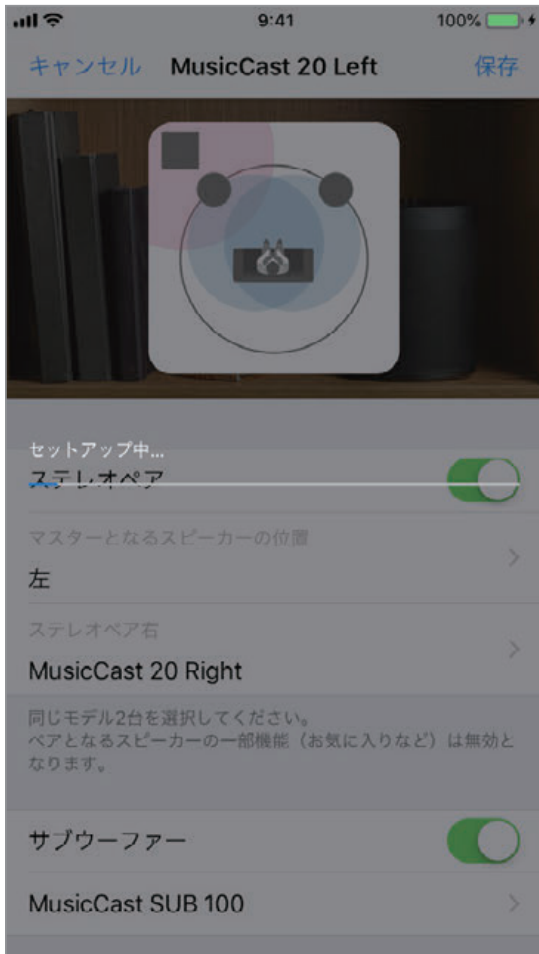 9:41
100%
キャンセル MusicCast 20 Left 保存
セットアップ中...
ステレオペア
マスターとなるスピーカーの位置
左
ステレオペア右
MusicCast 20 Right
同じモデル2台を選択してください。
ペアとなるスピーカーの一部機能（お気に入りなど）は無効と
なります。
サブウーファー
MusicCast SUB 100